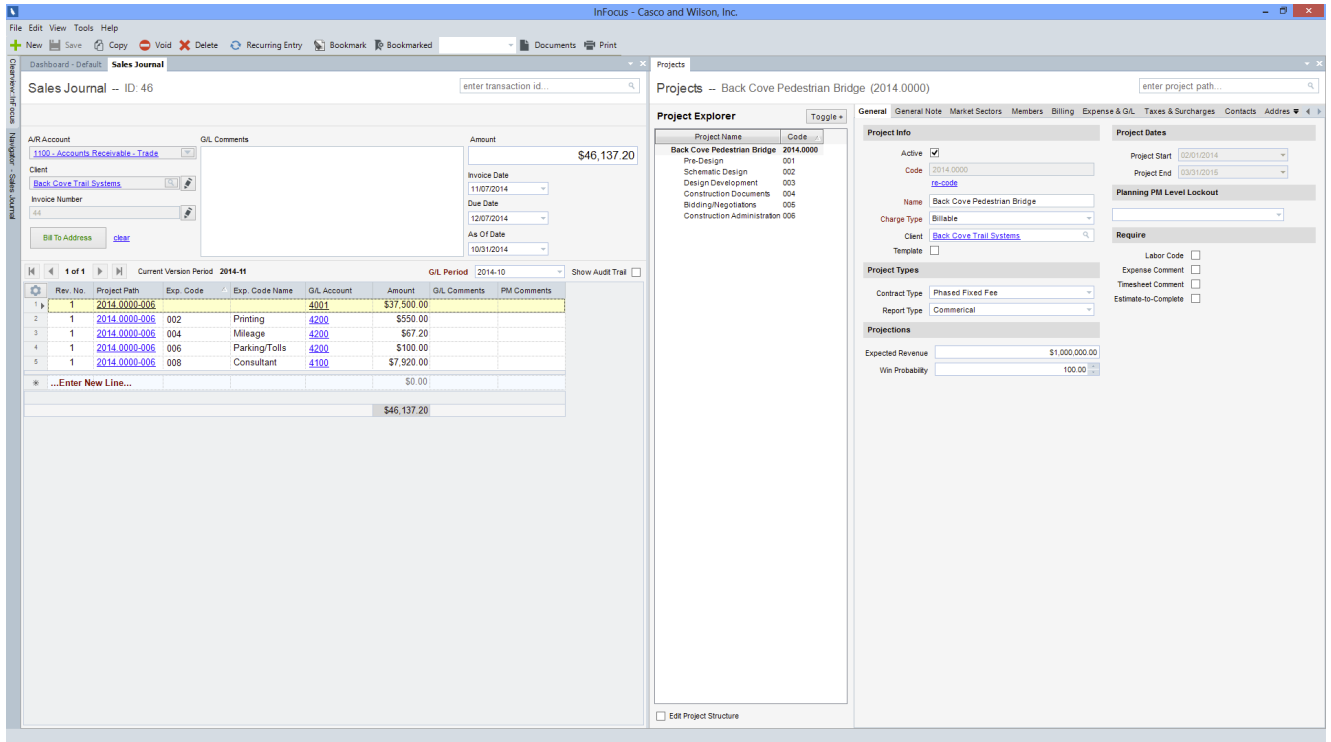 InFocus - Casco and Wilson, Inc.
File Edit View Tools Help
New Save Copy Void Delete Recurring Entry Bookmark Bookmarked Documents Print
Clearview InFocus Navigator - Sales Journal
Dashboard - Default Sales Journal
Sales Journal -- ID: 46 enter transaction id...
A/R Account G/L Comments Amount
1100 - Accounts Receivable - Trade $46,137.20
Client Invoice Date
Back Cove Trail Systems 11/07/2014
Invoice Number Due Date
44 12/07/2014
Bill To Address clear As Of Date
10/31/2014
1 of 1 Current Version Period 2014-11 G/L Period 2014-10 Show Audit Trail
Rev. No. Project Path Exp. Code Exp. Code Name G/L Account Amount G/L Comments PM Comments
1 1 2014.0000-006 4001 $37,500.00
2 1 2014.0000-006 002 Printing 4200 $550.00
3 1 2014.0000-006 004 Mileage 4200 $67.20
4 1 2014.0000-006 006 Parking/Tolls 4200 $100.00
5 1 2014.0000-006 008 Consultant 4100 $7,920.00
...Enter New Line... $0.00
$46,137.20
Projects
Projects -- Back Cove Pedestrian Bridge (2014.0000) enter project path...
Project Explorer Toggle +
Project Name Code
Back Cove Pedestrian Bridge 2014.0000
Pre-Design 001
Schematic Design 002
Design Development 003
Construction Documents 004
Bidding/Negotiations 005
Construction Administration 006
Edit Project Structure
General General Note Market Sectors Members Billing Expense & G/L Taxes & Surcharges Contacts Addres
Project Info
Active
Code 2014.0000
re-code
Name Back Cove Pedestrian Bridge
Charge Type Billable
Client Back Cove Trail Systems
Template
Project Types
Contract Type Phased Fixed Fee
Report Type Commerical
Projections
Expected Revenue $1,000,000.00
Win Probability 100.00
Project Dates
Project Start 02/01/2014
Project End 03/31/2015
Planning PM Level Lockout
Require
Labor Code
Expense Comment
Timesheet Comment
Estimate-to-Complete